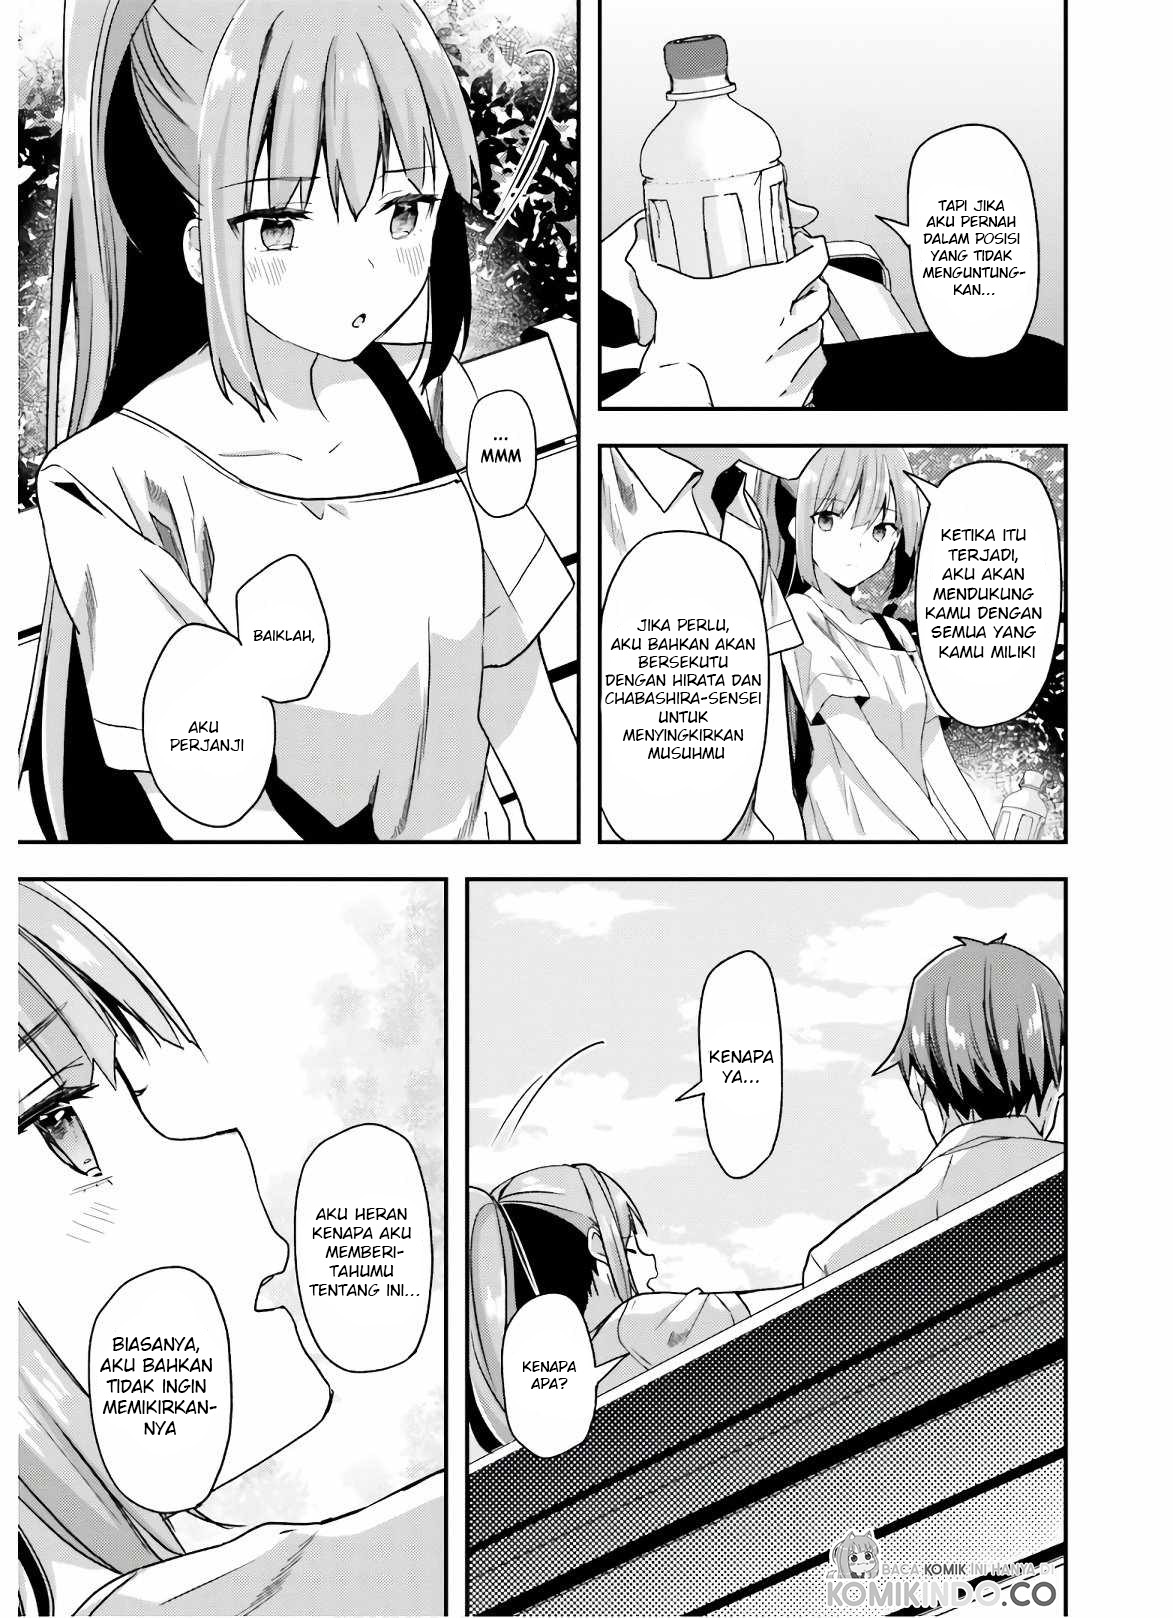 TAPI JIKA
AKU PERNAH
DALAM POSISI
YANG TIDAK
MENGUNTUNG-
KAN...
KETIKA ITU
TERJADI,
AKU AKAN
MENDUKUNG
KAMU DENGAN
SEMUA YANG
KAMU MILIKI
JIKA PERLU,
AKU BAHKAN AKAN
BERSEKUTU
DENGAN HIRATA DAN
CHABASHIRA-SENSEI
UNTUK
MENYINGKIRKAN
MUSUHMU
...
MMM
BAIKLAH,
AKU
PERJANJI
KENAPA
YA...
KENAPA
APA?
AKU HERAN
KENAPA AKU
MEMBERI-
TAHUMU
TENTANG INI...
BIASANYA,
AKU BAHKAN
TIDAK INGIN
MEMIKIRKAN-
NYA
BACA KOMIK INI HANYA DI
KOMIKINDO.CO